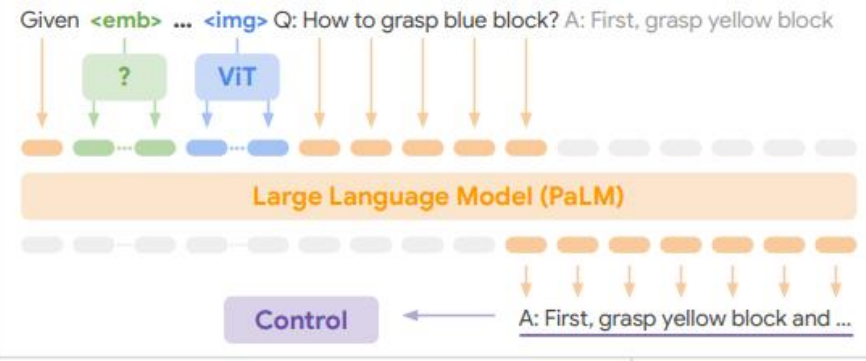 Given <emb> ... <img> Q: How to grasp blue block? A: First, grasp yellow block
? ViT
Large Language Model (PaLM)
Control A: First, grasp yellow block and ...